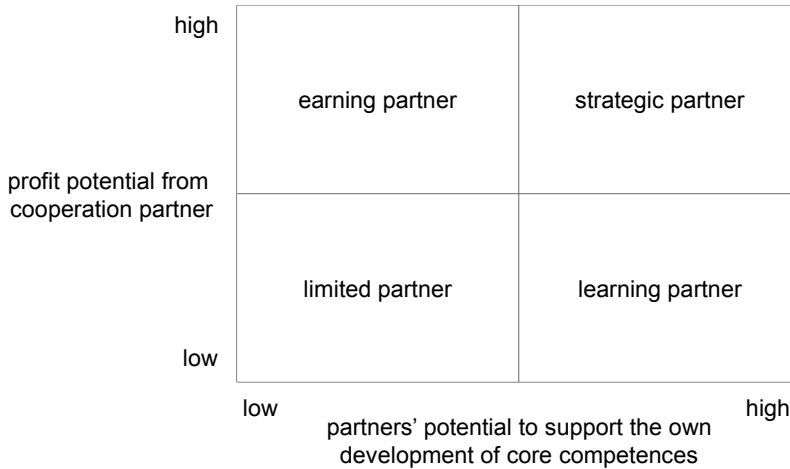 high
earning partner
strategic partner
profit potential from
cooperation partner
limited partner
learning partner
low
low
high
partners’ potential to support the own
development of core competences